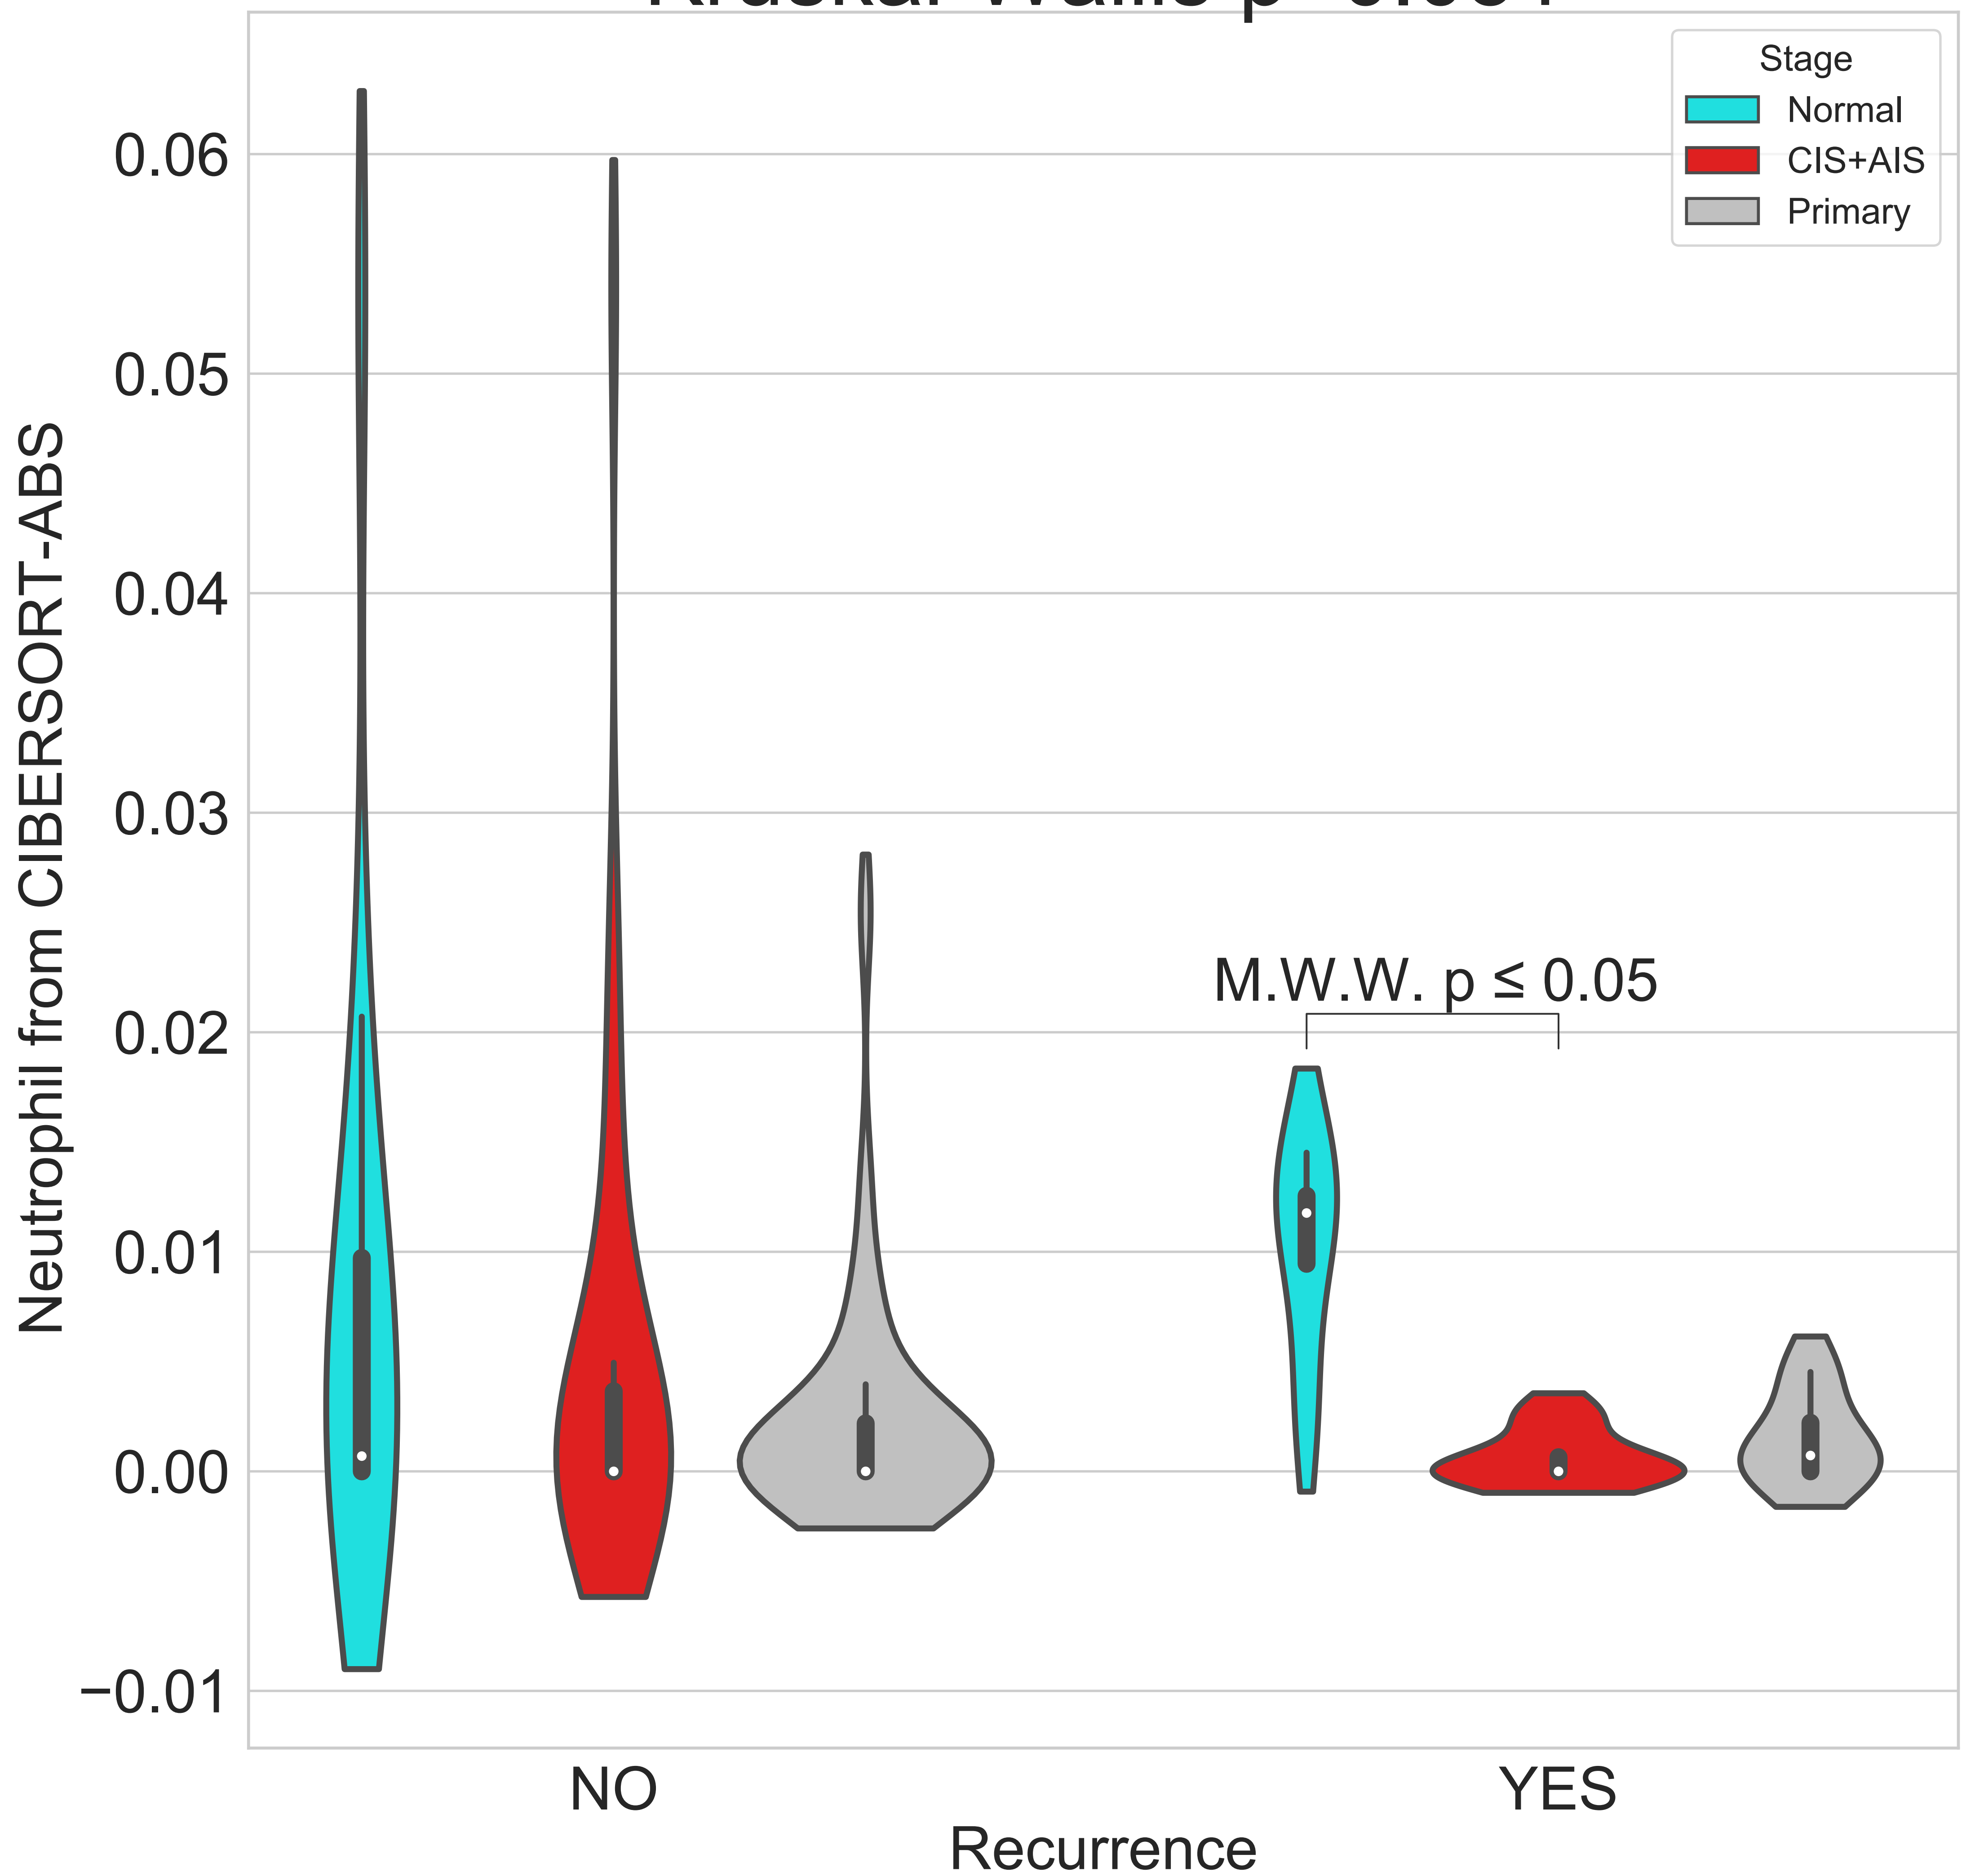 Stage
Normal
CIS+AIS
Primary
0.06
0.05
0.04
0.03
0.02
0.01
0.00
−0.01
Neutrophil from CIBERSORT-ABS
M.W.W. p ≤ 0.05
NO
YES
Recurrence